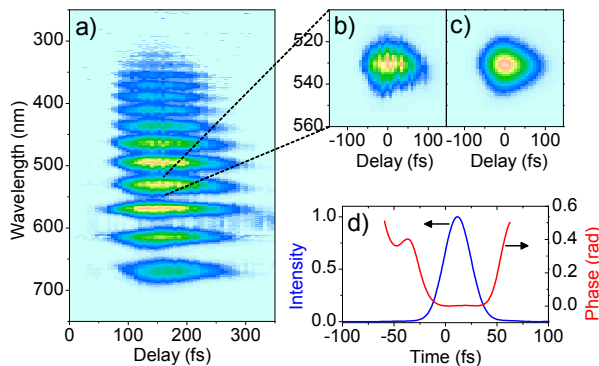 a)
300
400
500
600
700
Wavelength (nm)
0
100
200
300
Delay (fs)
b)
c)
520
540
560
-100
0
100
-100
0
100
Delay (fs)
Delay (fs)
d)
1.0
0.5
0.0
Intensity
0.6
0.4
0.2
0.0
Phase (rad)
-100
-50
0
50
100
Time (fs)